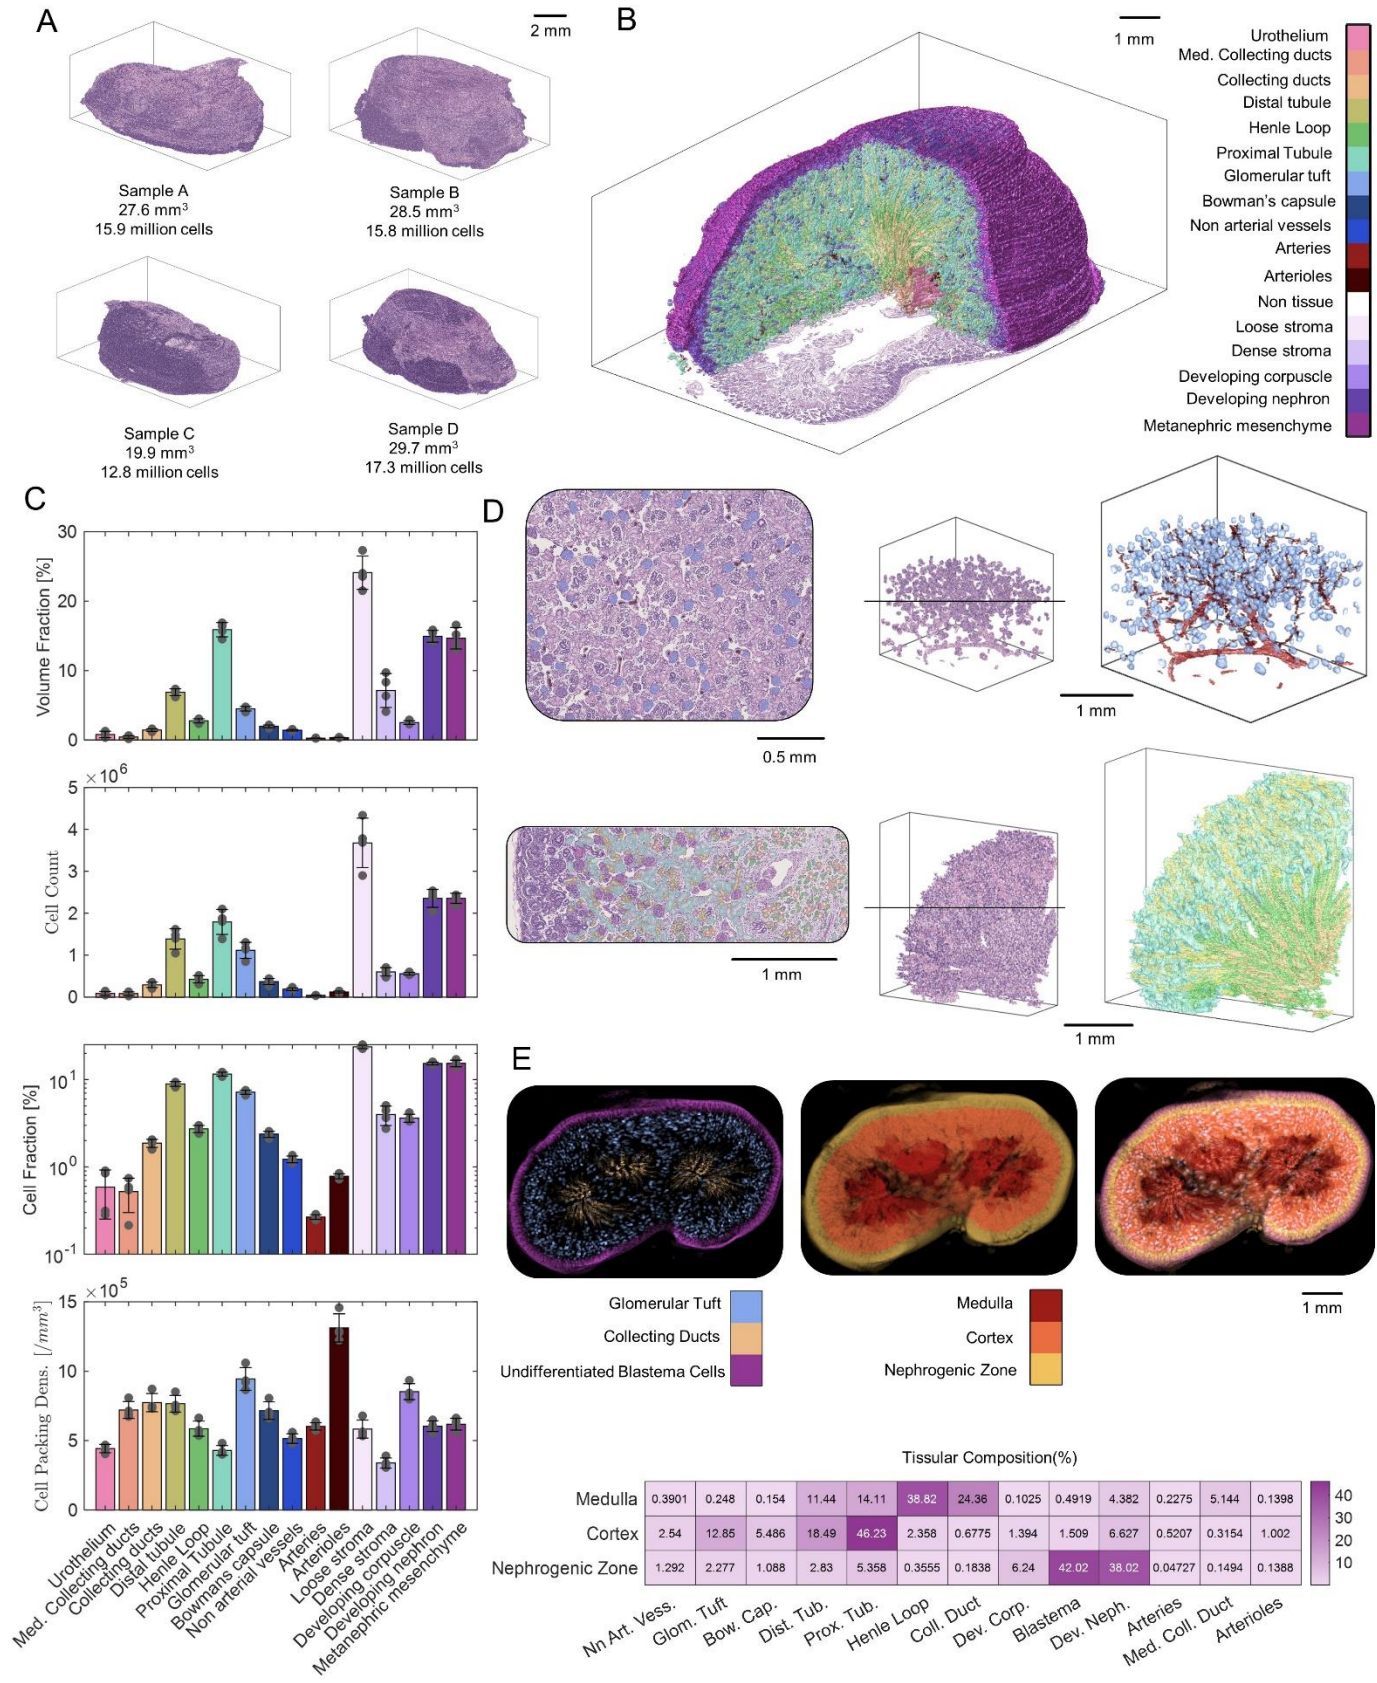 A
2 mm
Sample A
27.6 mm³
15.9 million cells
Sample B
28.5 mm³
15.8 million cells
Sample C
19.9 mm³
12.8 million cells
Sample D
29.7 mm³
17.3 million cells
B
1 mm
Urothelium
Med. Collecting ducts
Collecting ducts
Distal tubule
Henle Loop
Proximal Tubule
Glomerular tuft
Bowman's capsule
Non arterial vessels
Arteries
Arterioles
Non tissue
Loose stroma
Dense stroma
Developing corpuscle
Developing nephron
Metanephric mesenchyme
C
Volume Fraction [%]
30
20
10
0
×10⁶
Cell Count
5
4
3
2
1
0
Cell Fraction [%]
10¹
10⁰
10⁻¹
×10⁵
Cell Packing Dens. [/mm³]
15
10
5
0
Urothelium
Med. Collecting ducts
Collecting ducts
Distal tubule
Henle Loop
Proximal Tubule
Glomerular tuft
Bowmans capsule
Non arterial vessels
Arteries
Arterioles
Loose stroma
Dense stroma
Developing corpuscle
Developing nephron
Metanephric mesenchyme
D
0.5 mm
1 mm
1 mm
1 mm
E
Glomerular Tuft
Collecting Ducts
Undifferentiated Blastema Cells
Medulla
Cortex
Nephrogenic Zone
1 mm
Tissular Composition(%)
Medulla 0.3901 0.248 0.154 11.44 14.11 38.82 24.36 0.1025 0.4919 4.382 0.2275 5.144 0.1398
Cortex 2.54 12.85 5.486 18.49 46.23 2.358 0.6775 1.394 1.509 6.627 0.5207 0.3154 1.002
Nephrogenic Zone 1.292 2.277 1.088 2.83 5.358 0.3555 0.1838 6.24 42.02 38.02 0.04727 0.1494 0.1388
40
30
20
10
Nn Art. Vess.
Glom. Tuft
Bow. Cap.
Dist. Tub.
Prox. Tub.
Henle Loop
Coll. Duct
Dev. Corp.
Blastema
Dev. Neph.
Arteries
Med. Coll. Duct
Arterioles